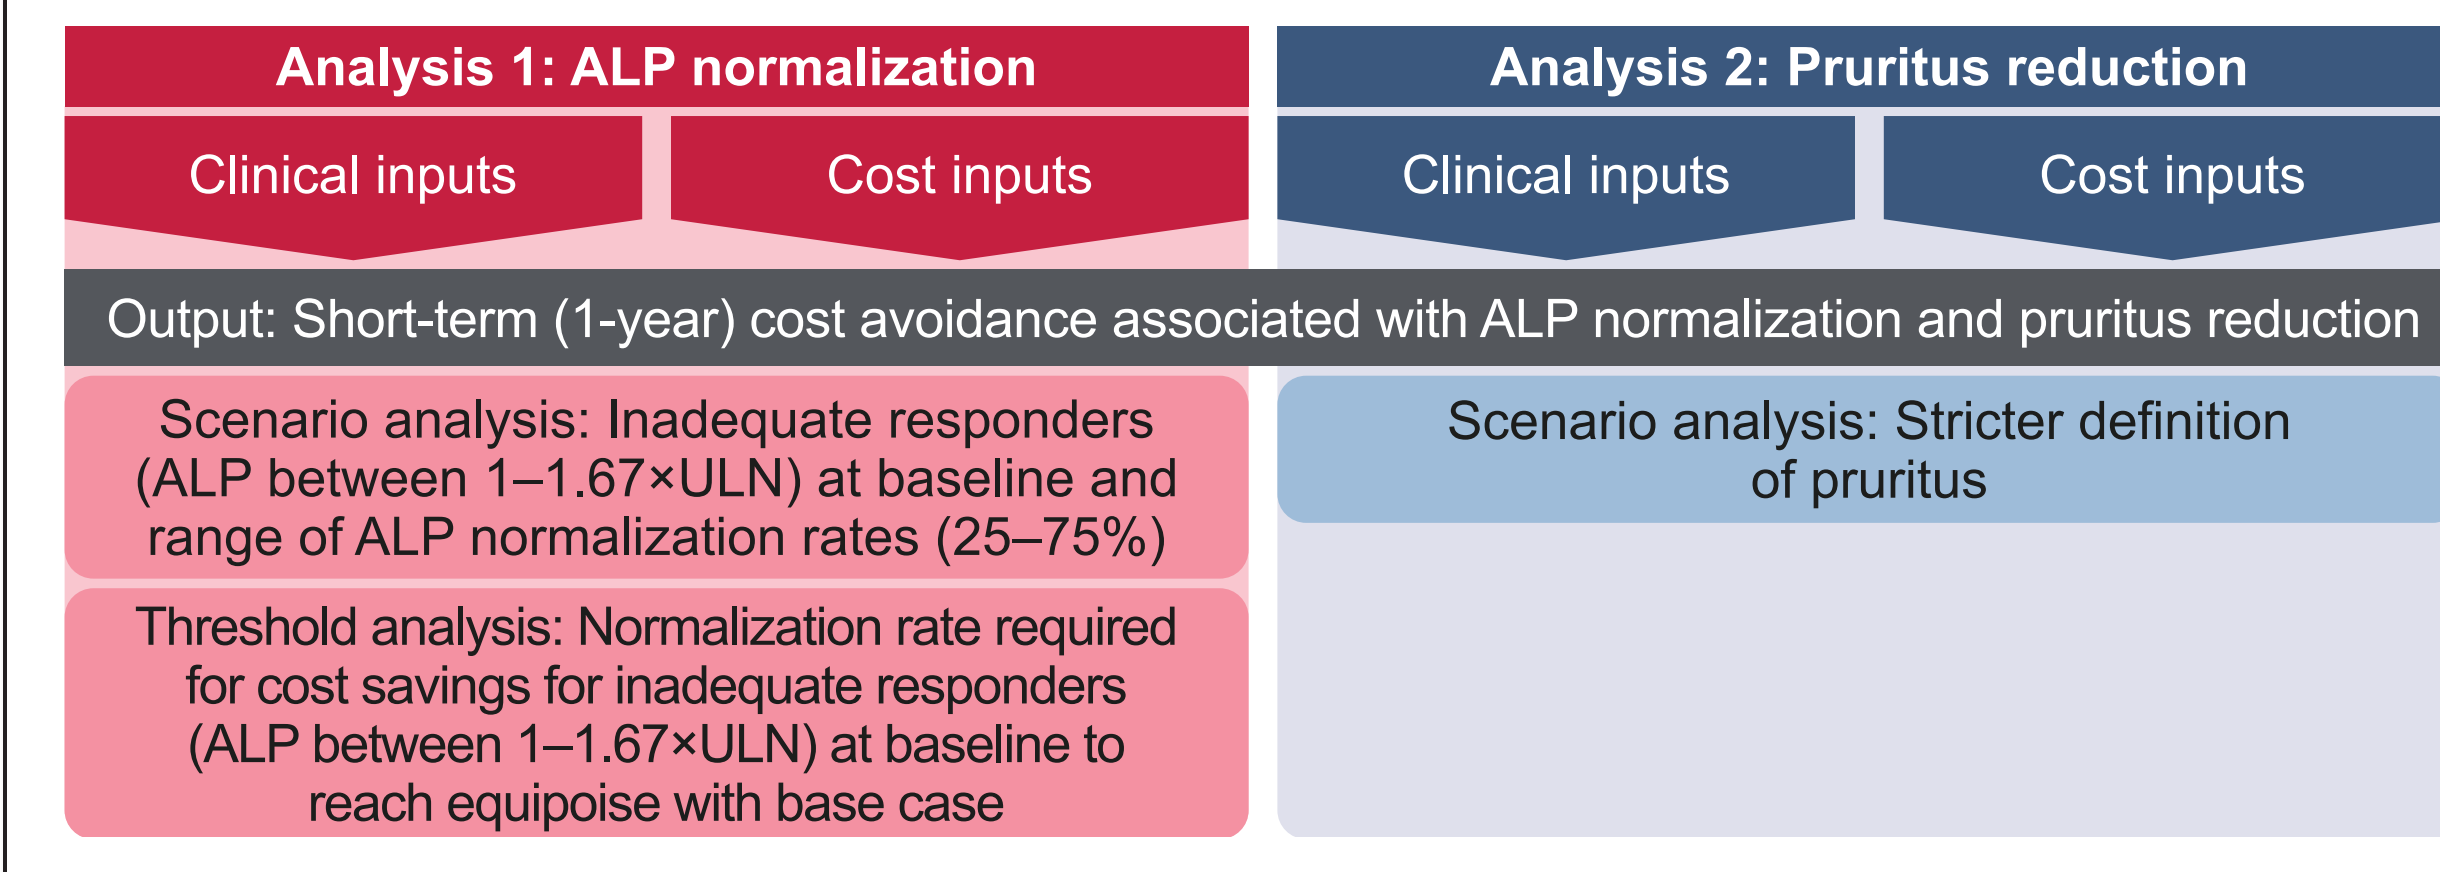 Analysis 1: ALP normalization
Clinical inputs
Cost inputs
Analysis 2: Pruritus reduction
Clinical inputs
Cost inputs
Output: Short-term (1-year) cost avoidance associated with ALP normalization and pruritus reduction
Scenario analysis: Inadequate responders
(ALP between 1–1.67×ULN) at baseline and
range of ALP normalization rates (25–75%)
Threshold analysis: Normalization rate required
for cost savings for inadequate responders
(ALP between 1–1.67×ULN) at baseline to
reach equipoise with base case
Scenario analysis: Stricter definition
of pruritus